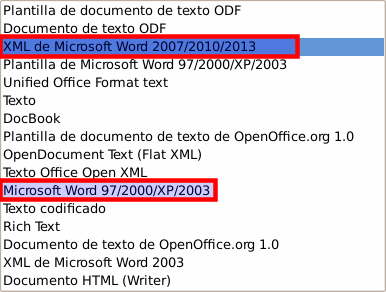 Plantilla de documento de texto ODF
Documento de texto ODF
XML de Microsoft Word 2007/2010/2013
Plantilla de Microsoft Word 97/2000/XP/2003
Unified Office Format text
Texto
DocBook
Plantilla de documento de texto de OpenOffice.org 1.0
OpenDocument Text (Flat XML)
Texto Office Open XML
Microsoft Word 97/2000/XP/2003
Texto codificado
Rich Text
Documento de texto de OpenOffice.org 1.0
XML de Microsoft Word 2003
Documento HTML (Writer)